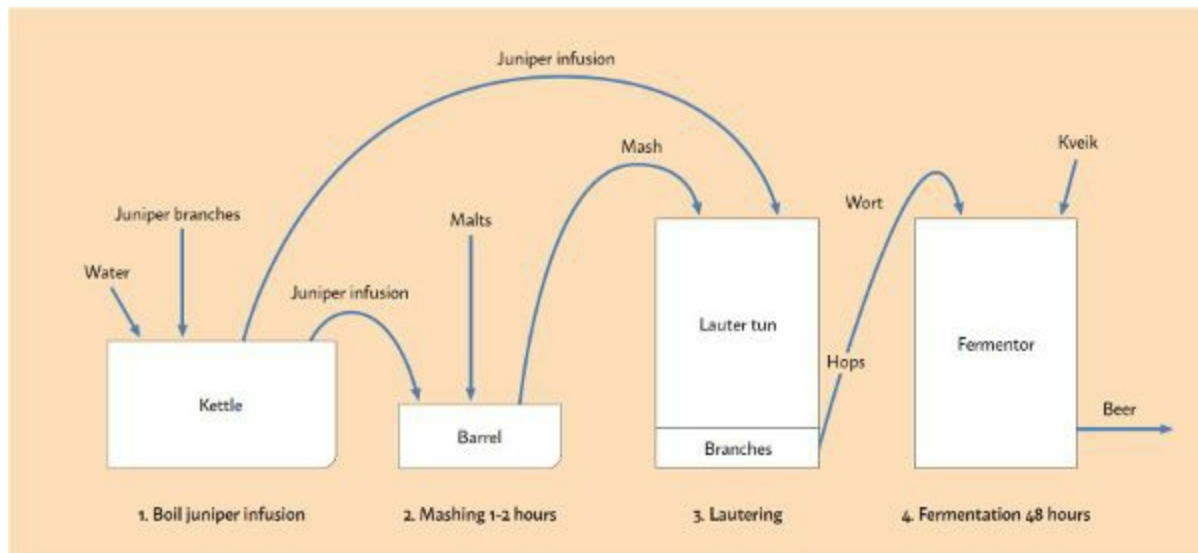 Juniper infusion
Mash
Kveik
Juniper branches
Malts
Wort
Water
Juniper infusion
Lauter tun
Fermentor
Hops
Kettle
Beer
Barrel
Branches
1. Boil juniper infusion
2. Mashing 1-2 hours
3. Lautering
4. Fermentation 48 hours